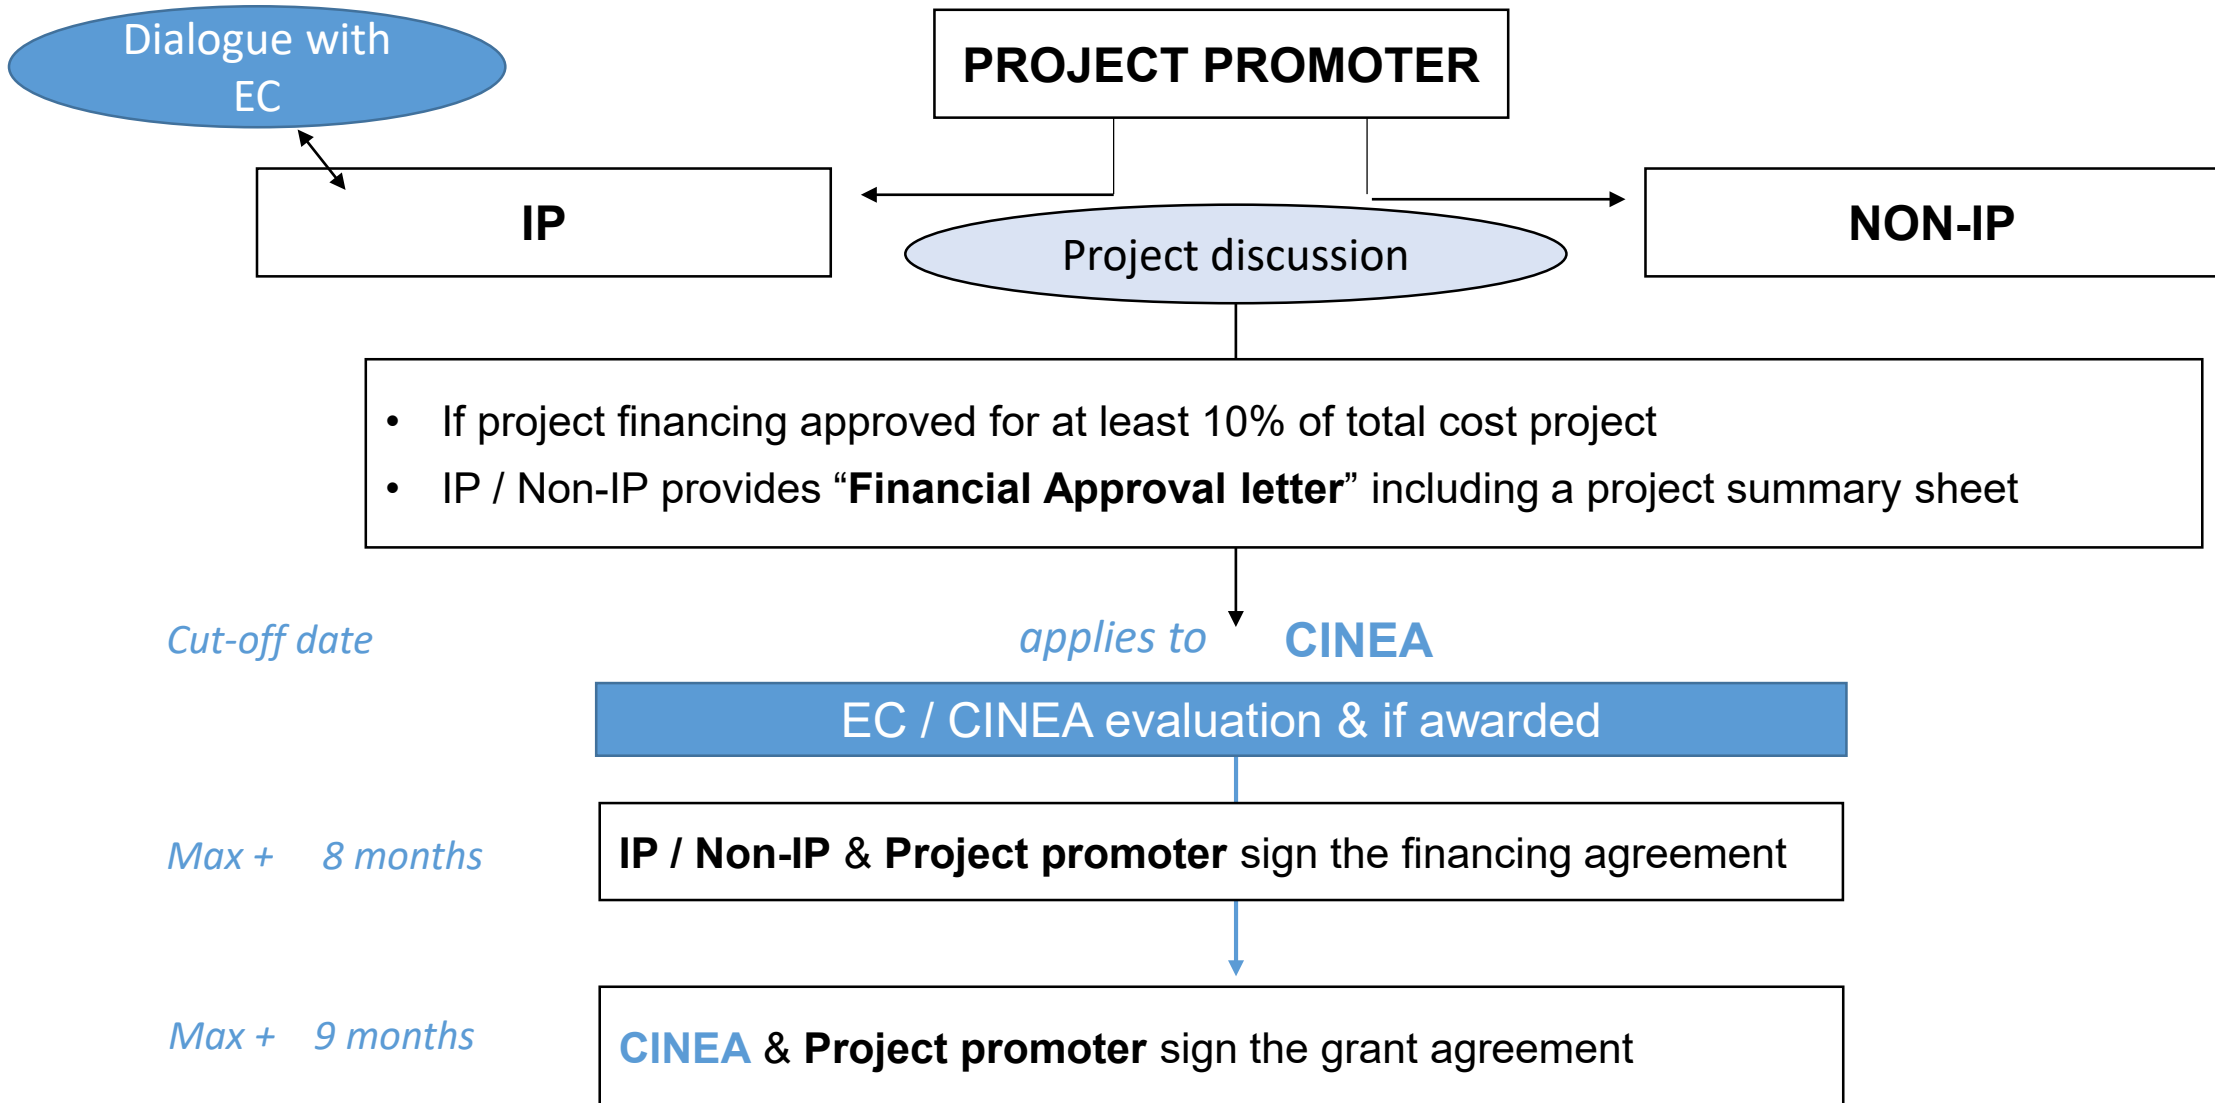 Dialogue with
EC
PROJECT PROMOTER
IP
Project discussion
NON-IP
• If project financing approved for at least 10% of total cost project
• IP / Non-IP provides “Financial Approval letter” including a project summary sheet
Cut-off date
applies to CINEA
EC / CINEA evaluation & if awarded
Max + 8 months
IP / Non-IP & Project promoter sign the financing agreement
Max + 9 months
CINEA & Project promoter sign the grant agreement